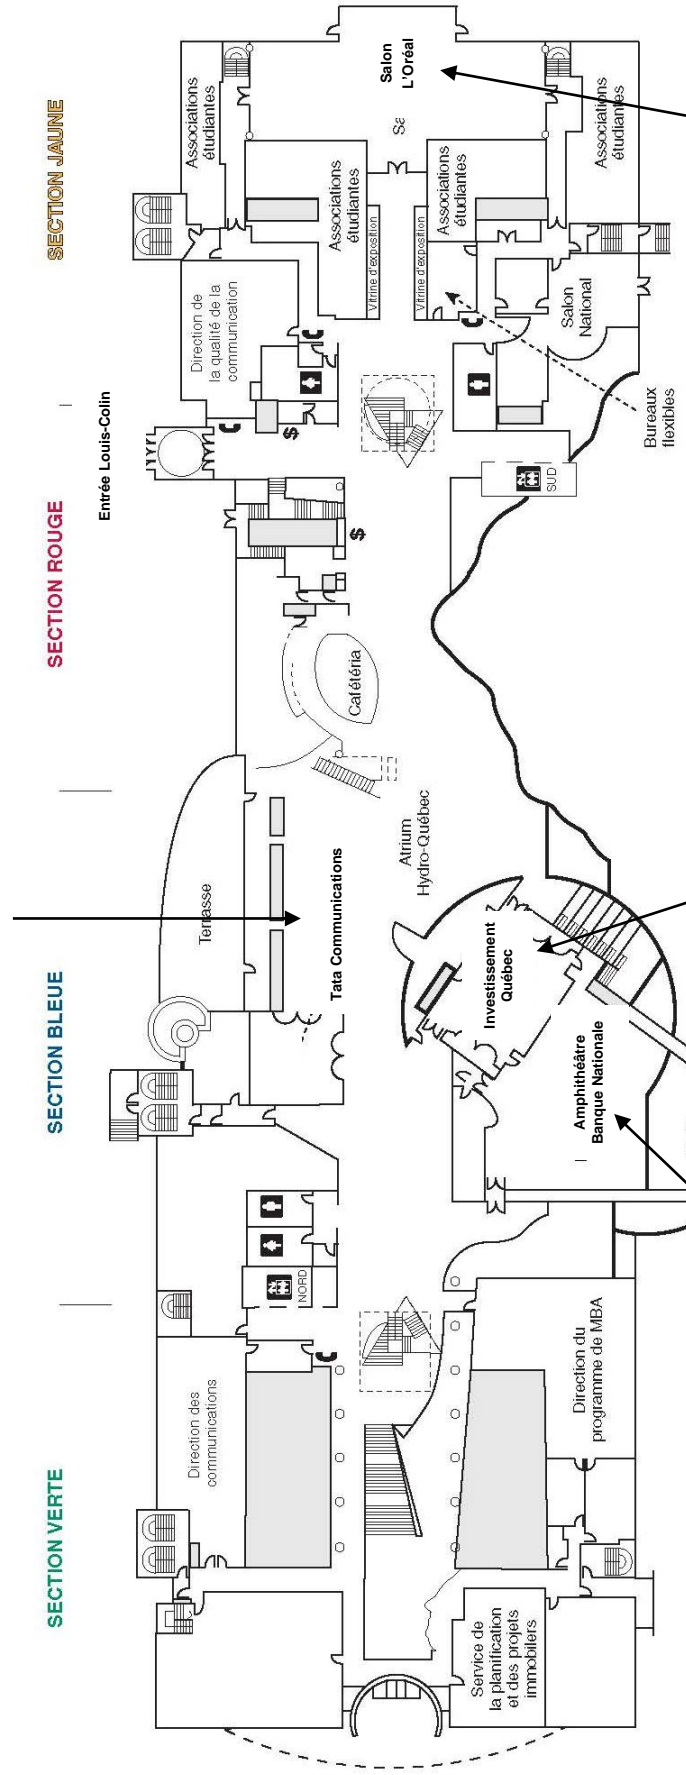 SECTION VERTE
SECTION BLEUE
SECTION ROUGE
SECTION JAUNE
Entrée Louis-Colin
Direction des
communications
NORD
Terrasse
Tata Communications
Cafétéria
$
$
Direction de
la qualité de la
communication
Associations
étudiantes
Associations
étudiantes
Vitrine d'exposition
Salon
L'Oréal
Sa
Vitrine d'exposition
Associations
étudiantes
Associations
étudiantes
Atrium
Hydro-Québec
Investissement
Québec
Amphithéâtre
Banque Nationale
SUD
Salon
National
Bureaux
flexibles
Service de
la planification
et des projets
immobilers
Direction du
programme de MBA